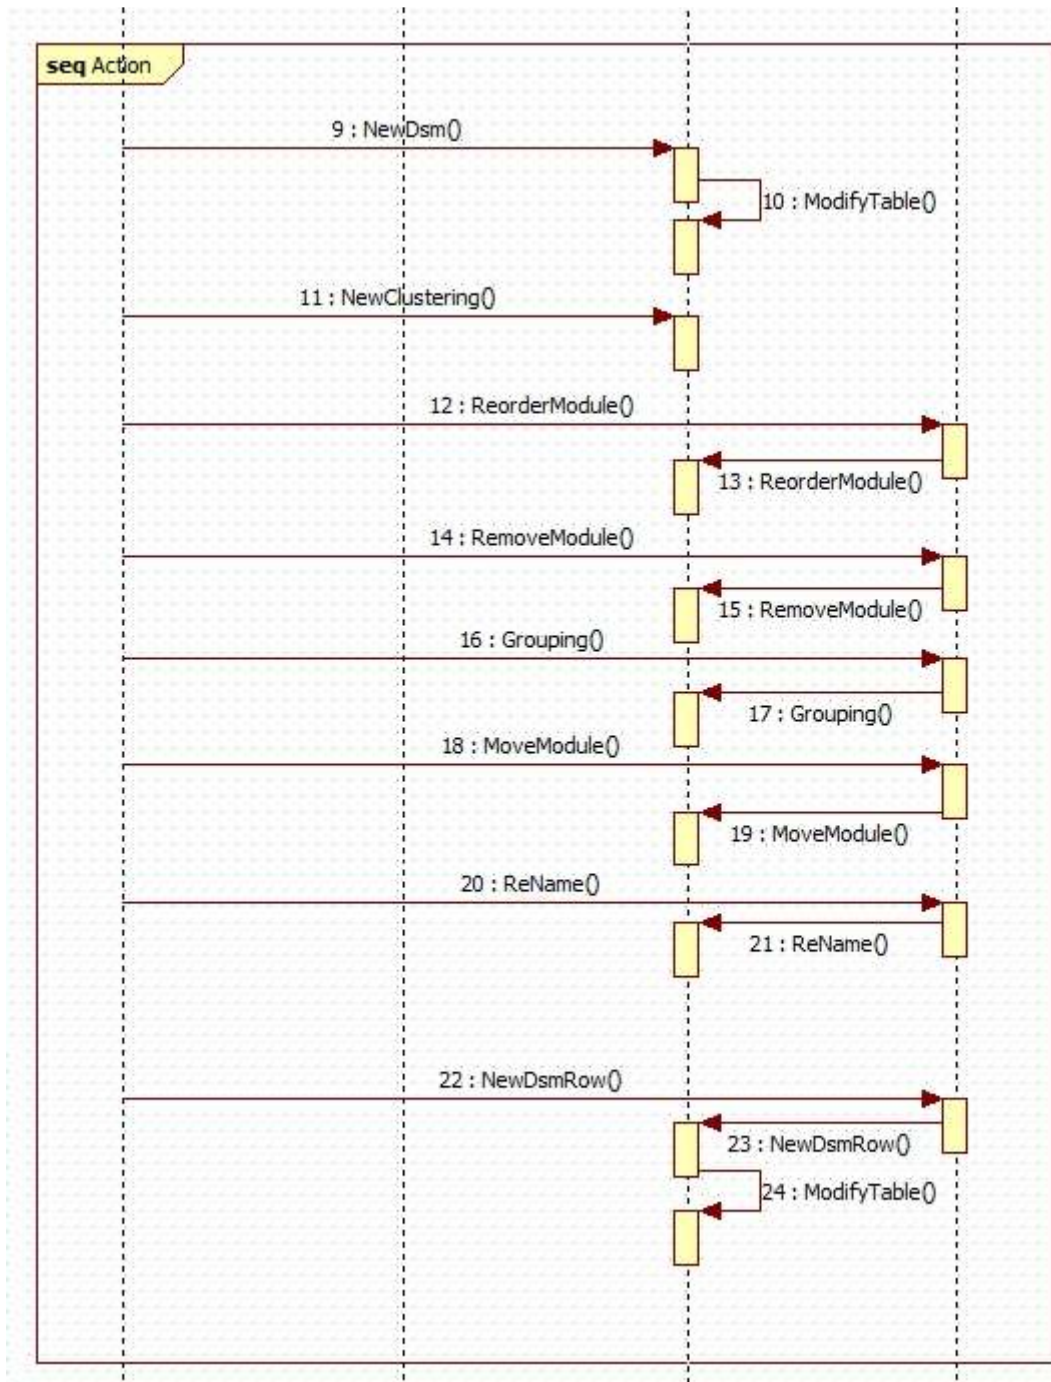 seq Action
9 : NewDsm()
10 : ModifyTable()
11 : NewClustering()
12 : ReorderModule()
13 : ReorderModule()
14 : RemoveModule()
15 : RemoveModule()
16 : Grouping()
17 : Grouping()
18 : MoveModule()
19 : MoveModule()
20 : ReName()
21 : ReName()
22 : NewDsmRow()
23 : NewDsmRow()
24 : ModifyTable()